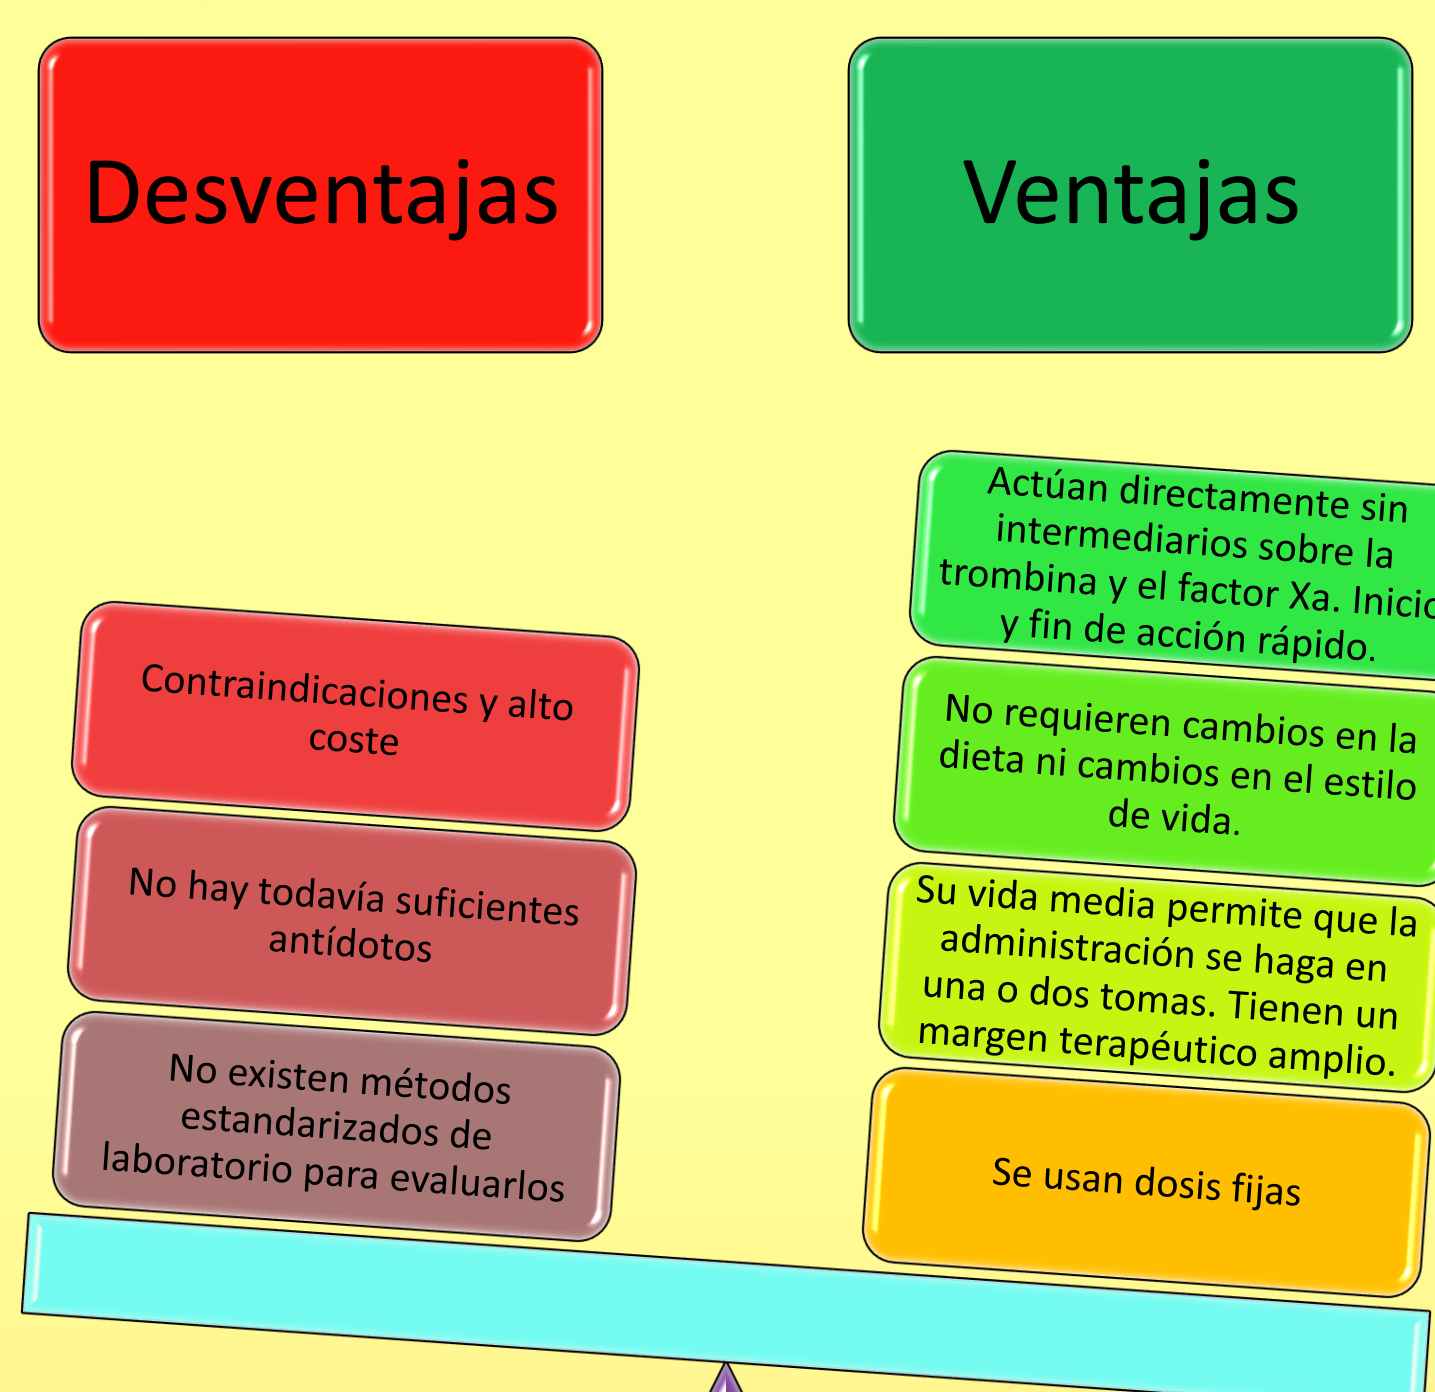 Desventajas
Ventajas
Contraindicaciones y alto
coste
No hay todavía suficientes
antídotos
No existen métodos
estandarizados de
laboratorio para evaluarlos
Actúan directamente sin
intermediarios sobre la
trombina y el factor Xa. Inicio
y fin de acción rápido.
No requieren cambios en la
dieta ni cambios en el estilo
de vida.
Su vida media permite que la
administración se haga en
una o dos tomas. Tienen un
margen terapéutico amplio.
Se usan dosis fijas